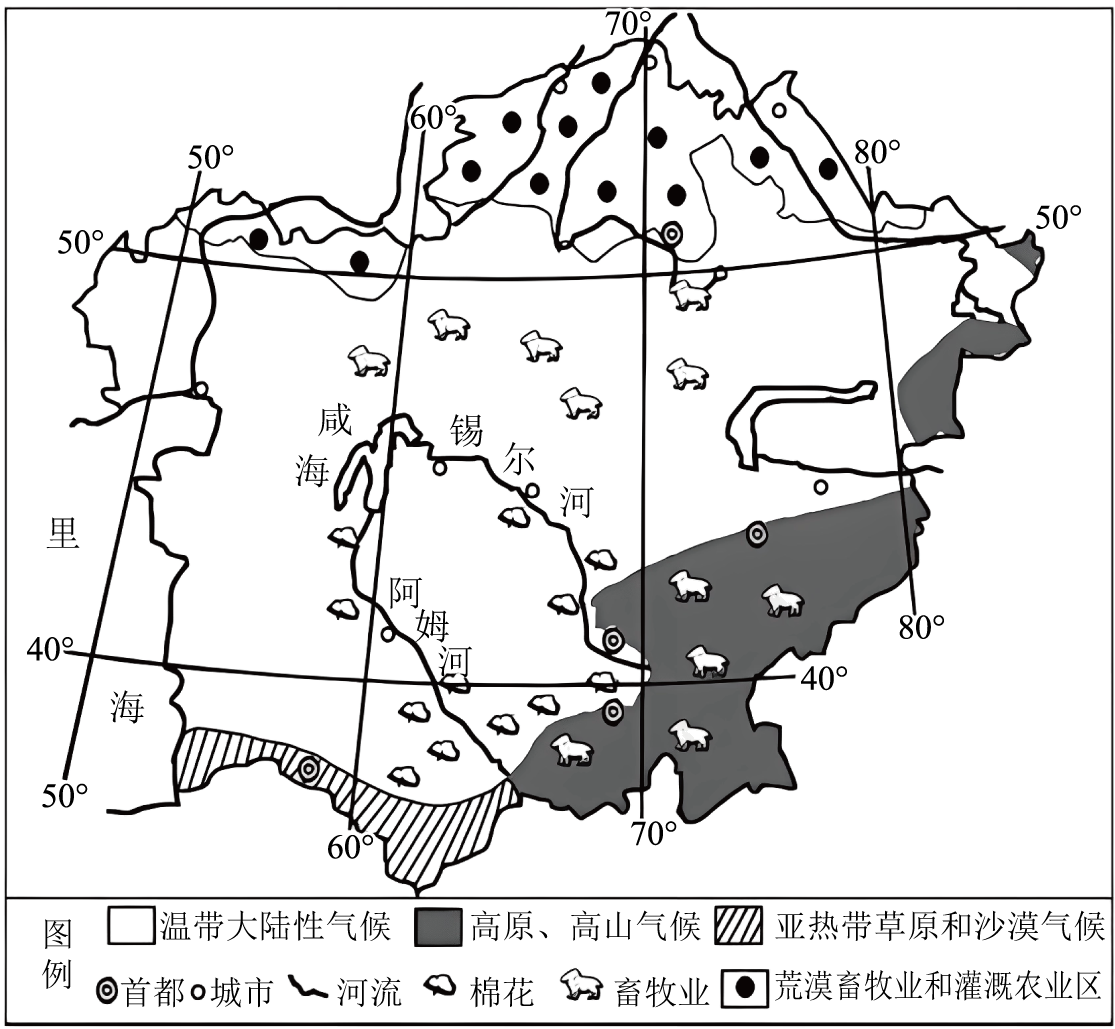 70°
60°
50°
80°
50°
50°
咸海
锡尔河
里海
阿姆河
40°
40°
80°
50°
60°
70°
图例
温带大陆性气候
高原、高山气候
亚热带草原和沙漠气候
首都
城市
河流
棉花
畜牧业
荒漠畜牧业和灌溉农业区